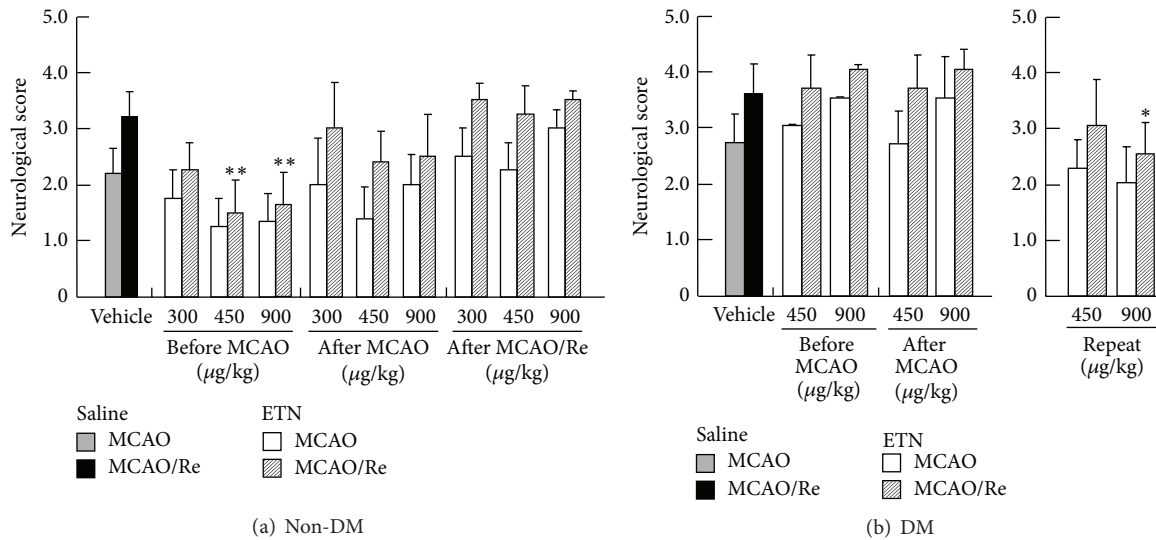 Neurological score
5.0
4.0
3.0
2.0
1.0
0
** **
Vehicle 300 450 900 300 450 900 300 450 900
Before MCAO After MCAO After MCAO/Re
(μg/kg) (μg/kg) (μg/kg)
Saline ETN
MCAO MCAO
MCAO/Re MCAO/Re
(a) Non-DM
Neurological score
5.0
4.0
3.0
2.0
1.0
0
Vehicle 450 900 450 900
Before After
MCAO MCAO
(μg/kg) (μg/kg)
5.0
4.0
3.0
2.0
1.0
0
*
450 900
Repeat
(μg/kg)
Saline ETN
MCAO MCAO
MCAO/Re MCAO/Re
(b) DM